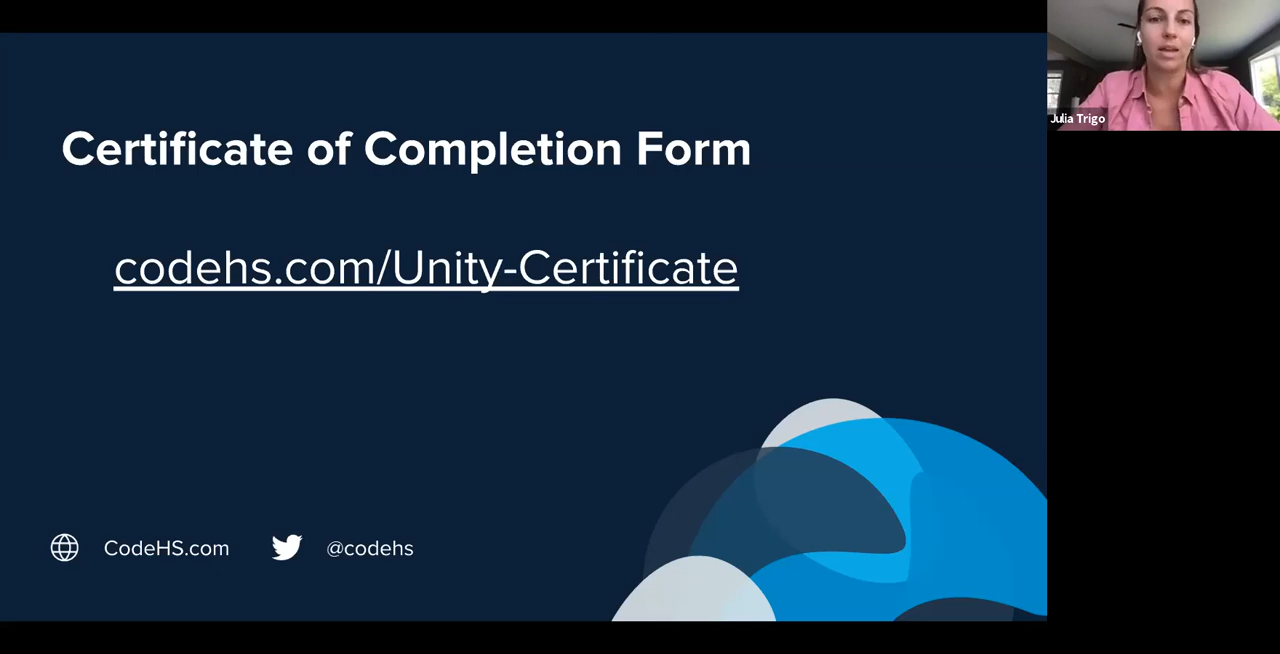 Certificate of Completion Form
codehs.com/Unity-Certificate
CodeHS.com
@codehs
Julia Trigo